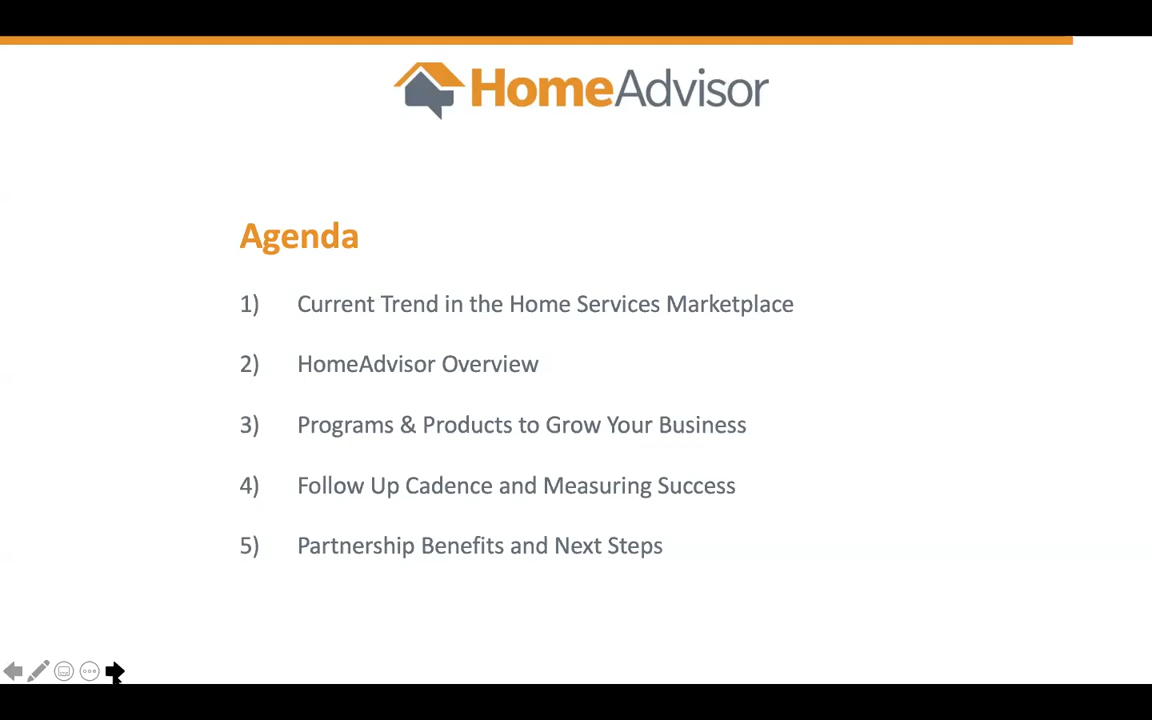 HomeAdvisor
Agenda
1) Current Trend in the Home Services Marketplace
2) HomeAdvisor Overview
3) Programs & Products to Grow Your Business
4) Follow Up Cadence and Measuring Success
5) Partnership Benefits and Next Steps